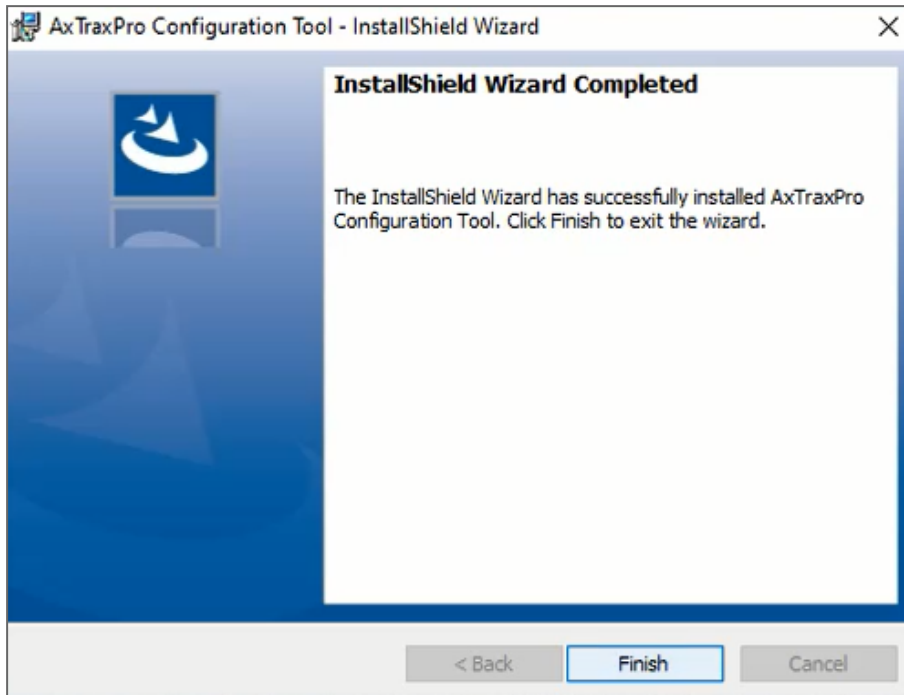 AxTraxPro Configuration Tool - InstallShield Wizard
InstallShield Wizard Completed
The InstallShield Wizard has successfully installed AxTraxPro
Configuration Tool. Click Finish to exit the wizard.
< Back
Finish
Cancel